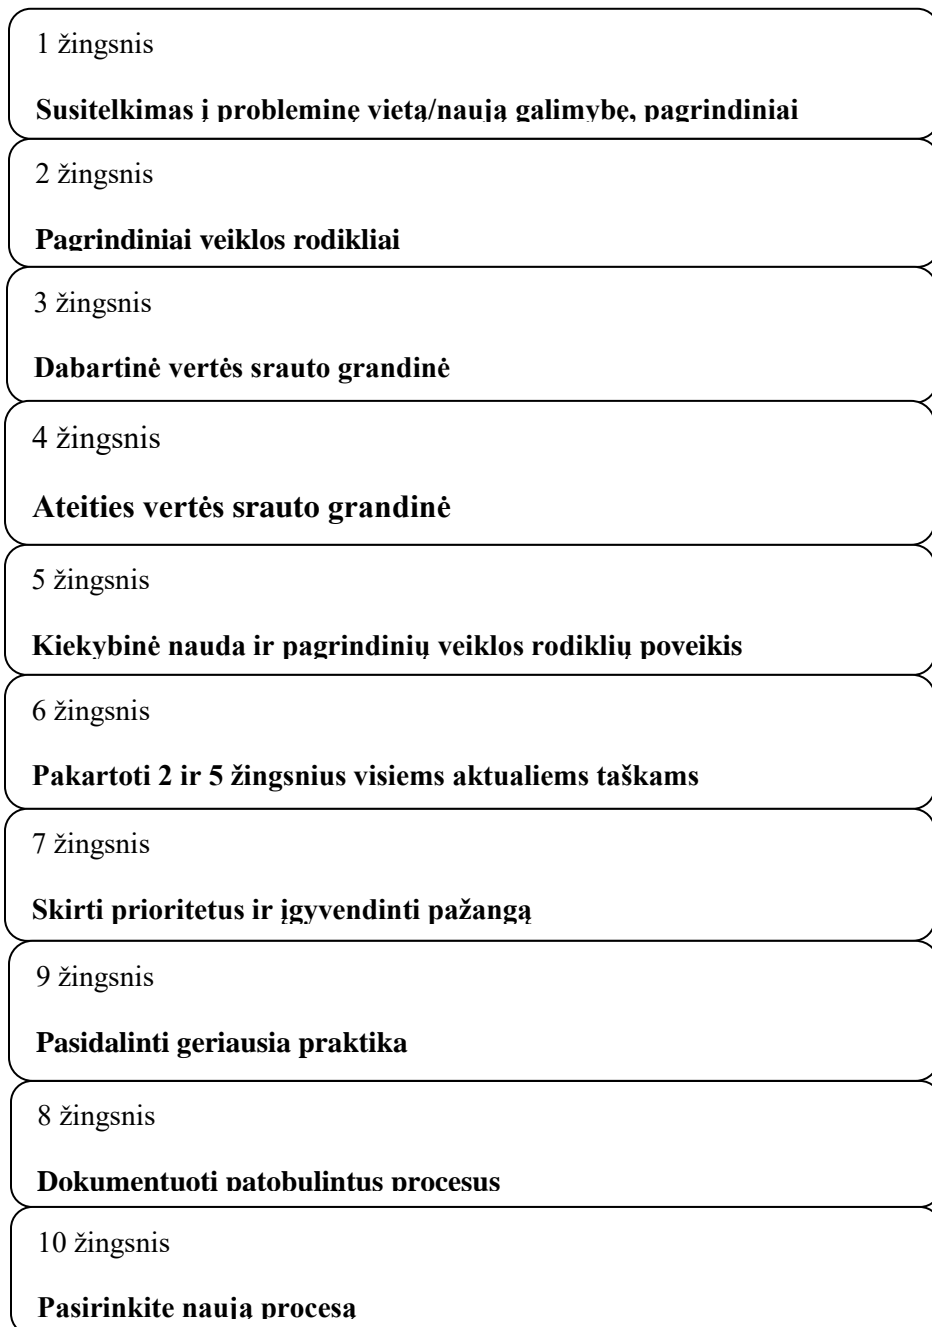 1 žingsnis
Susitelkimas į probleminę vietą/naują galimybę, pagrindiniai
2 žingsnis
Pagrindiniai veiklos rodikliai
3 žingsnis
Dabartinė vertės srauto grandinė
4 žingsnis
Ateities vertės srauto grandinė
5 žingsnis
Kiekybinė nauda ir pagrindinių veiklos rodiklių poveikis
6 žingsnis
Pakartoti 2 ir 5 žingsnius visiems aktualiems taškams
7 žingsnis
Skirti prioritetus ir įgyvendinti pažangą
9 žingsnis
Pasidalinti geriausia praktika
8 žingsnis
Dokumentuoti patobulintus procesus
10 žingsnis
Pasirinkite naują procesą